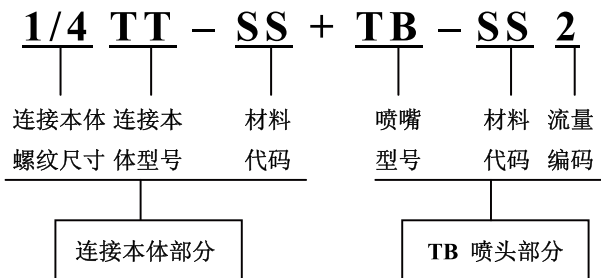 1/4 TT – SS + TB – SS 2
连接本体 连接本 材料 喷嘴 材料 流量
螺纹尺寸 体型号 代码 型号 代码 编码
连接本体部分 TB 喷头部分